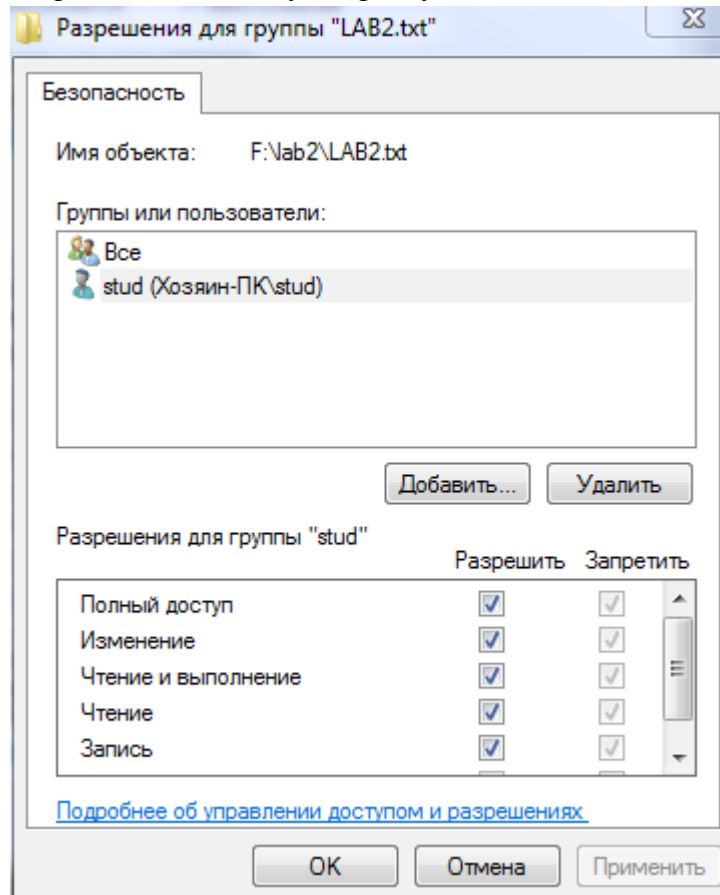 Разрешения для группы "LAB2.txt"
Безопасность
Имя объекта: F:\lab2\LAB2.txt
Группы или пользователи:
Все
stud (Хозяин-ПК\stud)
Добавить... Удалить
Разрешения для группы "stud"
Разрешить Запретить
Полный доступ
Изменение
Чтение и выполнение
Чтение
Запись
Подробнее об управлении доступом и разрешениях
ОК Отмена Применить